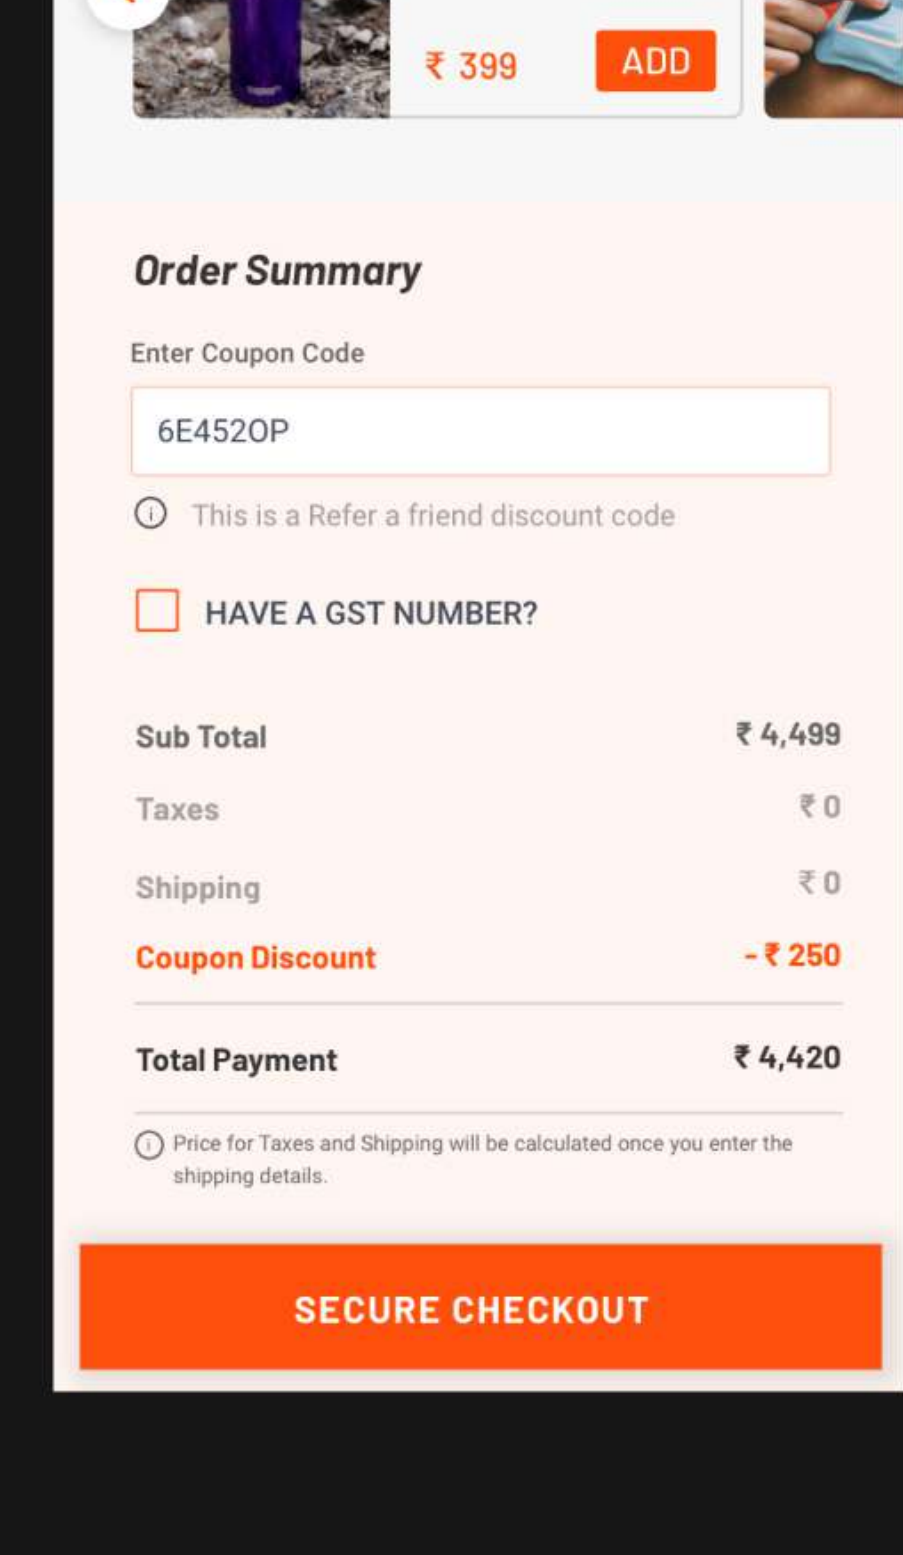 ₹ 399
ADD
Order Summary
Enter Coupon Code
6E452OP
This is a Refer a friend discount code
HAVE A GST NUMBER?
Sub Total ₹ 4,499
Taxes ₹ 0
Shipping ₹ 0
Coupon Discount - ₹ 250
Total Payment ₹ 4,420
Price for Taxes and Shipping will be calculated once you enter the
shipping details.
SECURE CHECKOUT